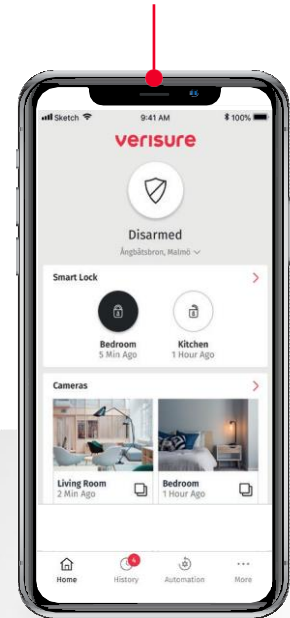 Sketch 9:41 AM 100%
verisure
Disarmed
Ångbåtsbron, Malmö
Smart Lock
Bedroom Kitchen
5 Min Ago 1 Hour Ago
Cameras
Living Room Bedroom
2 Min Ago 1 Hour Ago
Home History Automation More